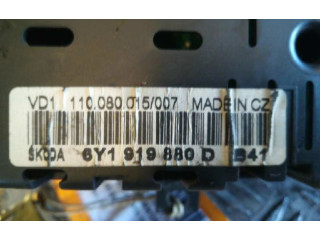 VD1 110.080.015/007 MADE IN CZ
SKODA 6Y1 919 880 D B41